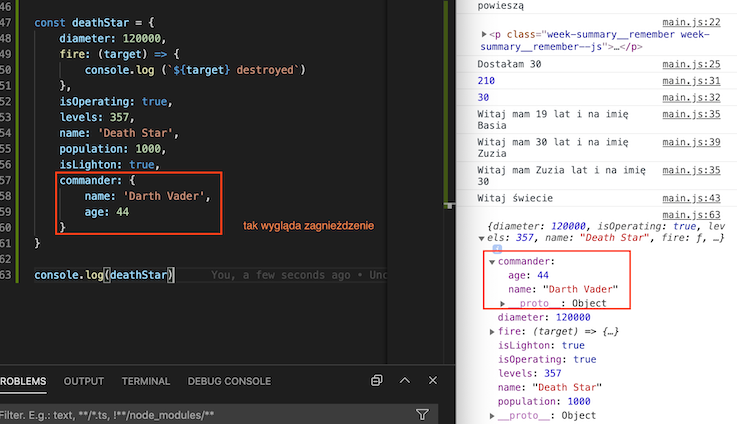 46
47 const deathStar = {
48 diameter: 120000,
49 fire: (target) => {
50 console.log (`${target} destroyed`)
51 },
52 isOperating: true,
53 levels: 357,
54 name: 'Death Star',
55 population: 1000,
56 isLighton: true,
57 commander: {
58 name: 'Darth Vader',
59 age: 44
60 }
tak wygląda zagnieżdzenie
61 }
62
63 console.log(deathStar) You, a few seconds ago • Unc
ROBLEMS OUTPUT TERMINAL DEBUG CONSOLE
Filter. E.g.: text, **/*.ts, !**/node_modules/**
powieszą
main.js:22
<p class="week-summary__remember week-
summary__remember--js">…</p>
Dostałam 30 main.js:25
210 main.js:31
30 main.js:32
Witaj mam 19 lat i na imię main.js:35
Basia
Witaj mam 30 lat i na imię main.js:39
Zuzia
Witaj mam Zuzia lat i na imię main.js:35
30
Witaj świecie main.js:43
main.js:63
{diameter: 120000, isOperating: true, lev
els: 357, name: "Death Star", fire: ƒ, …}
i
commander:
age: 44
name: "Darth Vader"
__proto__: Object
diameter: 120000
fire: (target) => {…}
isLighton: true
isOperating: true
levels: 357
name: "Death Star"
population: 1000
__proto__: Object